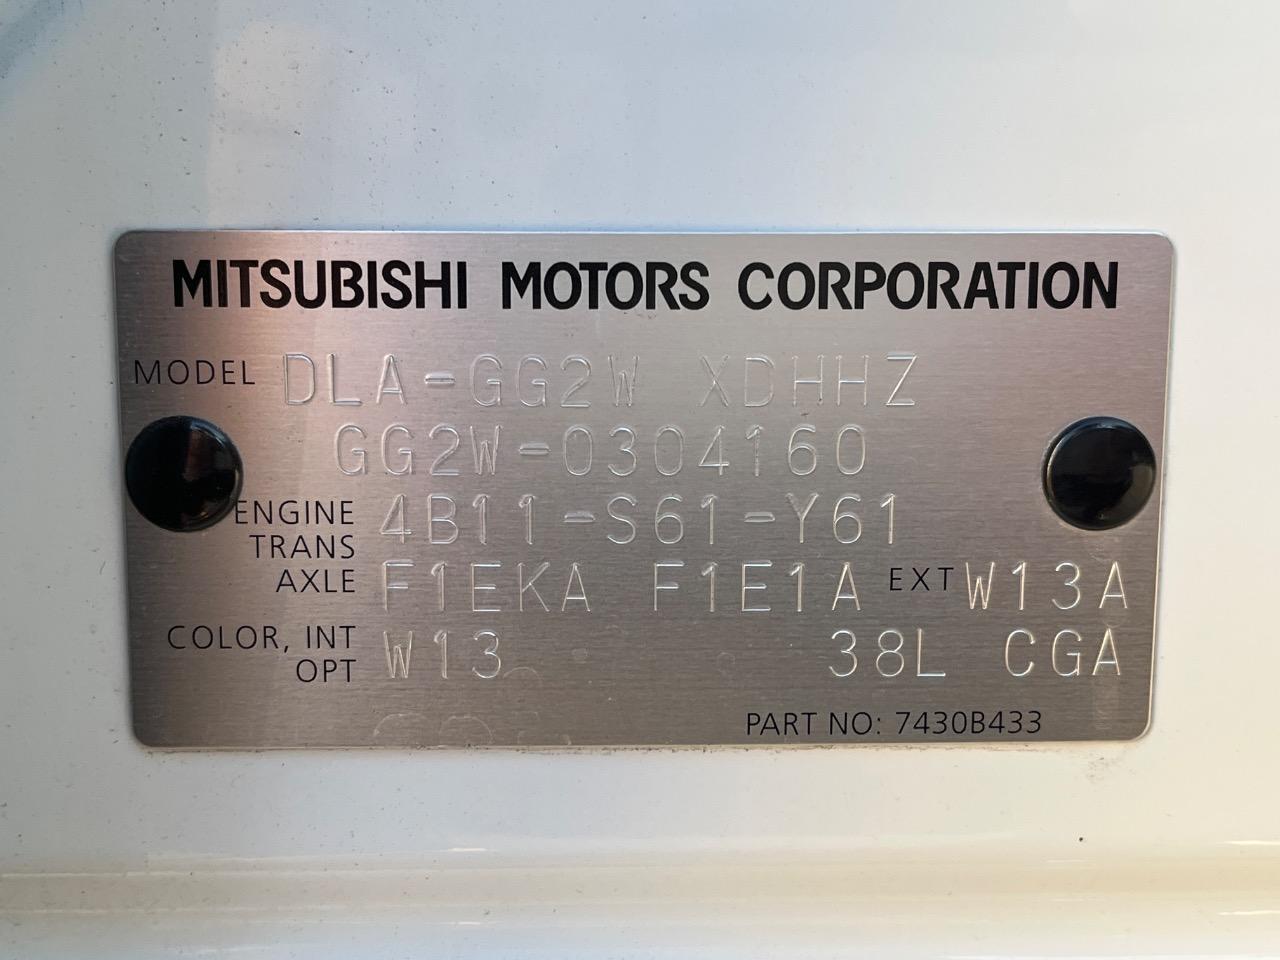 MITSUBISHI MOTORS CORPORATION
MODEL DLA-GG2W XDHHZ
GG2W-0304160
ENGINE 4B11-S61-Y61
TRANS
AXLE F1EKA F1E1A EXT W13A
COLOR, INT
OPT W13 38L CGA
PART NO: 7430B433